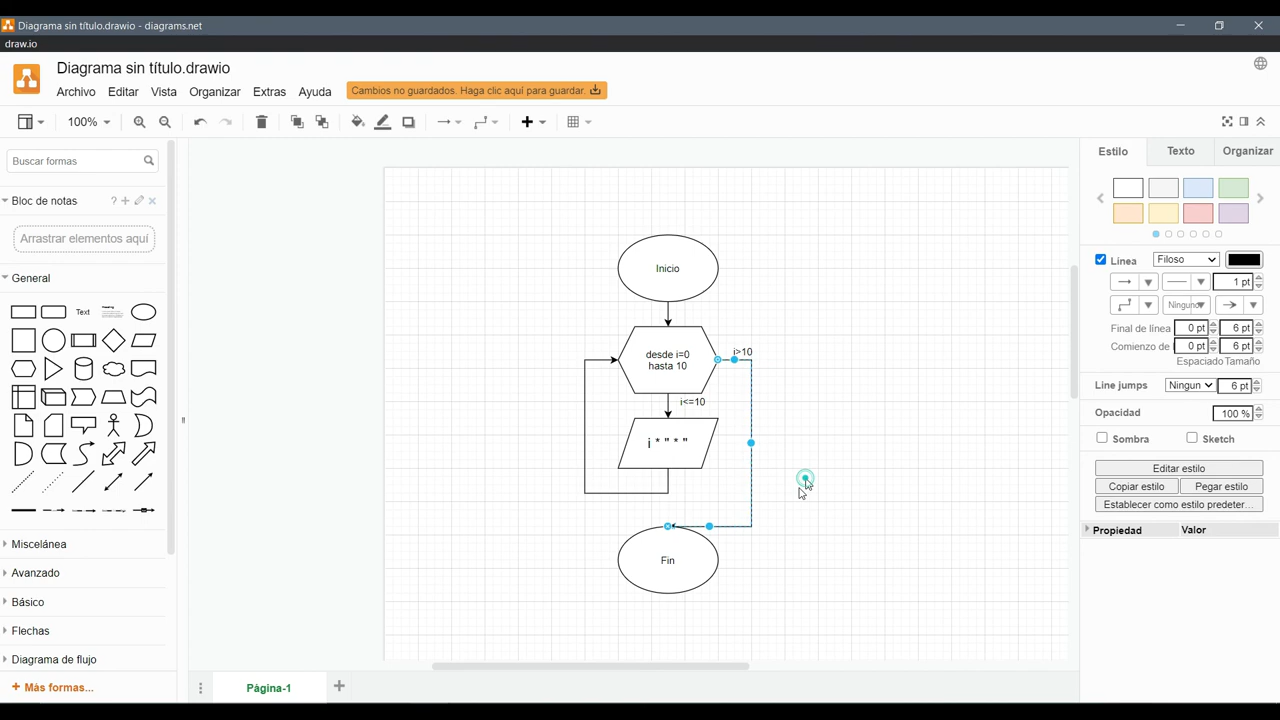 Diagrama sin título.drawio - diagrams.net
draw.io
Diagrama sin título.drawio
Archivo Editar Vista Organizar Extras Ayuda
Cambios no guardados. Haga clic aquí para guardar.
100%
Buscar formas
Bloc de notas
?
Arrastrar elementos aquí
General
Text
Heading
Miscelánea
Avanzado
Básico
Flechas
Diagrama de flujo
+ Más formas...
Inicio
desde i=0
hasta 10
i>10
i<=10
i * " * "
Fin
Página-1
Estilo Texto Organizar
Línea Filoso
1 pt
Ninguno
Final de línea 0 pt 6 pt
Comienzo de 0 pt 6 pt
Espaciado Tamaño
Line jumps Ningun 6 pt
Opacidad 100 %
Sombra Sketch
Editar estilo
Copiar estilo Pegar estilo
Establecer como estilo predeter...
Propiedad Valor